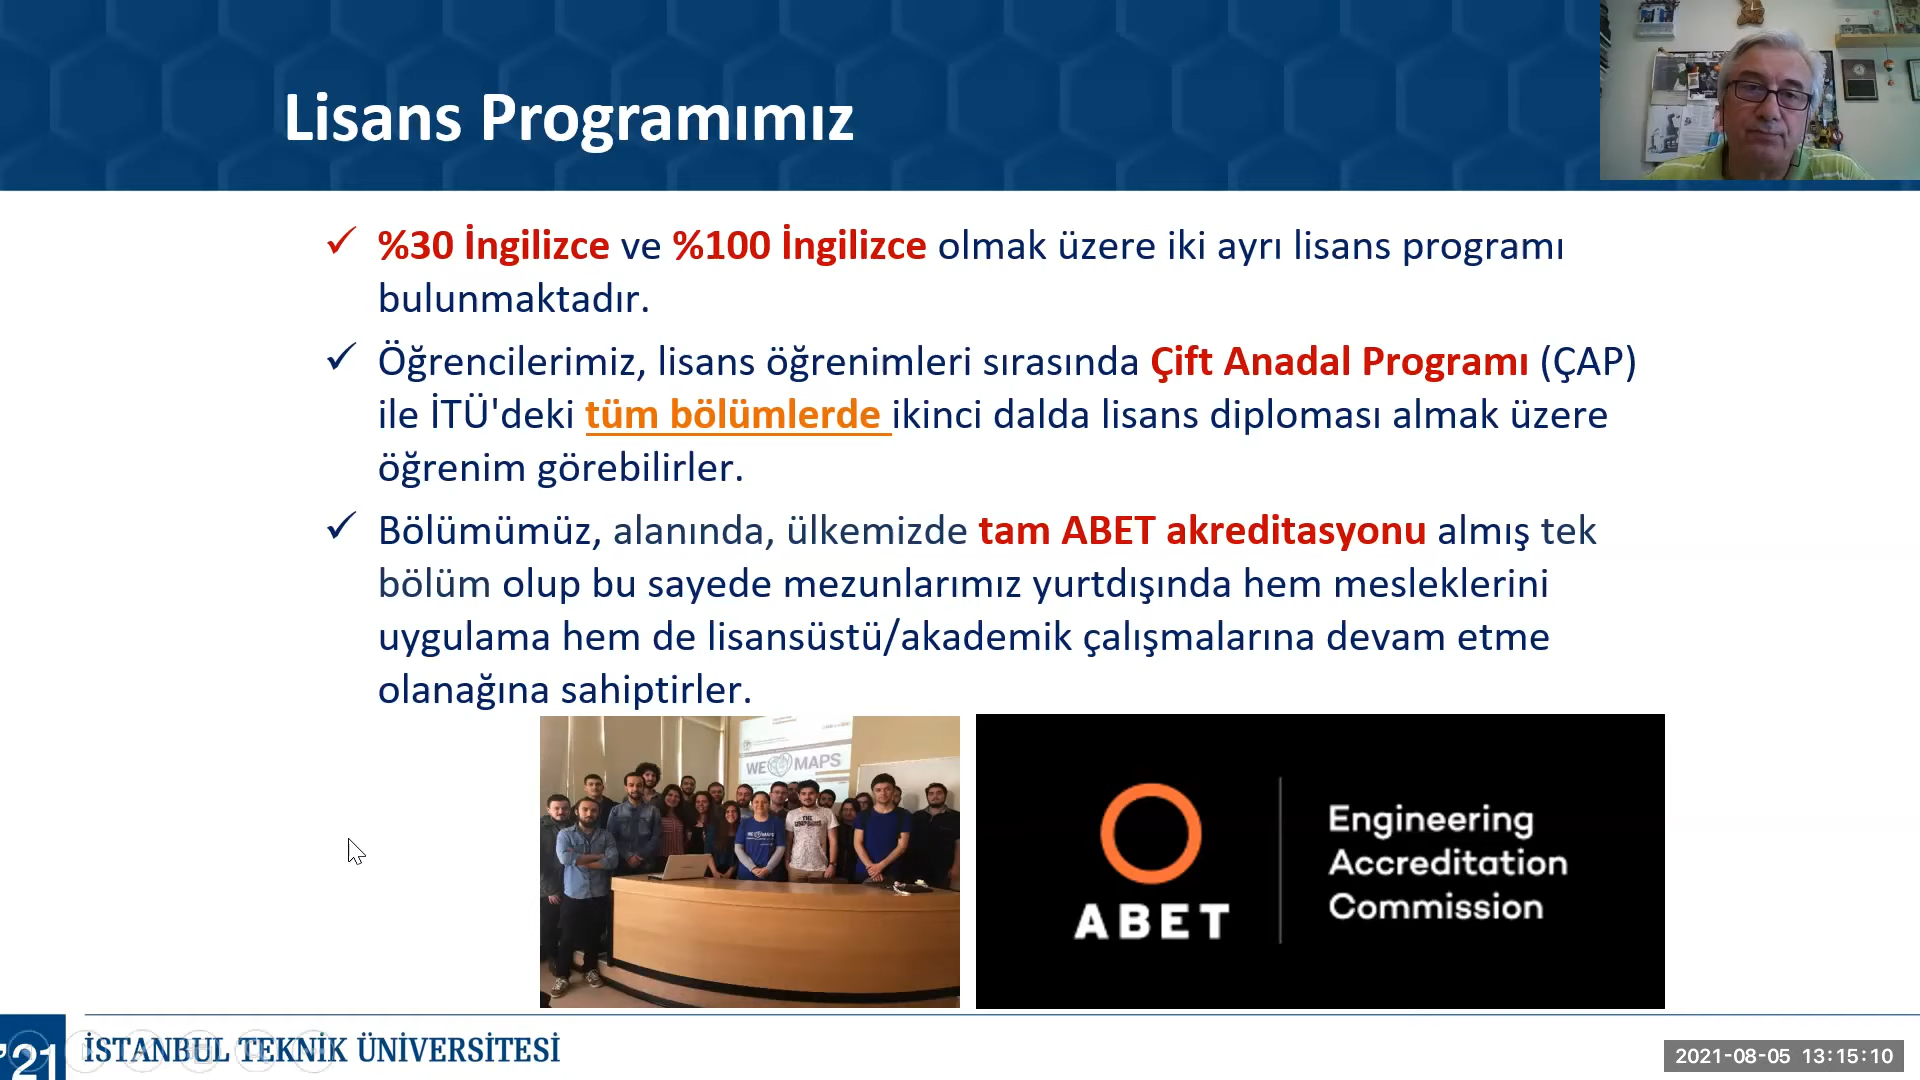 Lisans Programımız
%30 İngilizce ve %100 İngilizce olmak üzere iki ayrı lisans programı
bulunmaktadır.
Öğrencilerimiz, lisans öğrenimleri sırasında Çift Anadal Programı (ÇAP)
ile İTÜ'deki tüm bölümlerde ikinci dalda lisans diploması almak üzere
öğrenim görebilirler.
Bölümümüz, alanında, ülkemizde tam ABET akreditasyonu almış tek
bölüm olup bu sayede mezunlarımız yurtdışında hem mesleklerini
uygulama hem de lisansüstü/akademik çalışmalarına devam etme
olanağına sahiptirler.
WE MAPS
ABET
Engineering
Accreditation
Commission
'21
İSTANBUL TEKNİK ÜNİVERSİTESİ
2021-08-05 13:15:10